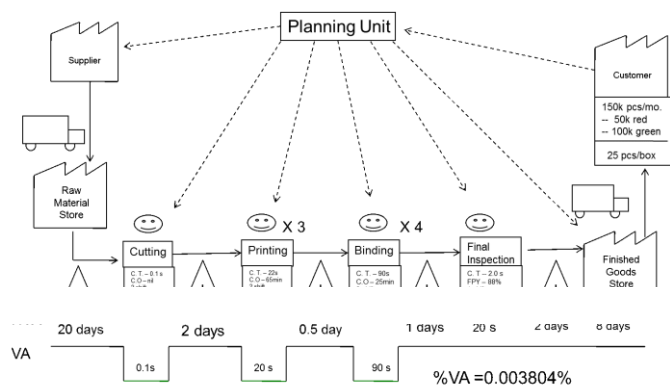 Planning Unit
Supplier
Customer
150k pcs/mo.
-- 50k red
-- 100k green
25 pcs/box
Raw
Material
Store
X 3
X 4
Cutting
Printing
Binding
Final
Inspection
Finished
Goods
Store
C. T. – 0.1 s
C.O – nil
C. T. – 22s
C.O – 65min
C. T. – 90s
C.O – 25min
C. T. – 2.0 s
FPY – 88%
20 days
2 days
0.5 day
1 days
20 s
2 days
8 days
VA
0.1s
20 s
90 s
%VA =0.003804%